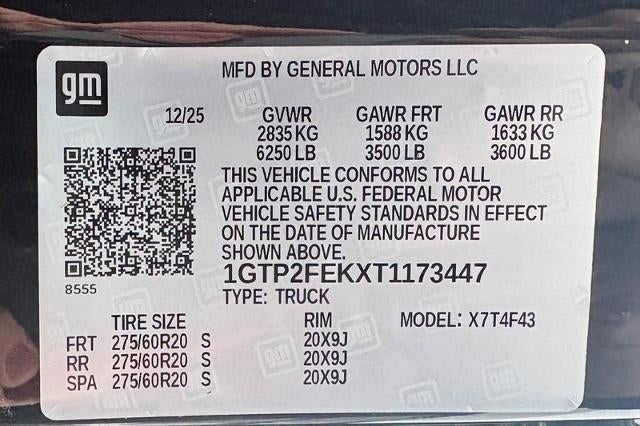 gm
MFD BY GENERAL MOTORS LLC
12/25 GVWR GAWR FRT GAWR RR
2835 KG 1588 KG 1633 KG
6250 LB 3500 LB 3600 LB
THIS VEHICLE CONFORMS TO ALL
APPLICABLE U.S. FEDERAL MOTOR
VEHICLE SAFETY STANDARDS IN EFFECT
ON THE DATE OF MANUFACTURE
SHOWN ABOVE.
1GTP2FEKXT1173447
8555
TYPE: TRUCK
TIRE SIZE RIM MODEL: X7T4F43
FRT 275/60R20 S 20X9J
RR 275/60R20 S 20X9J
SPA 275/60R20 S 20X9J